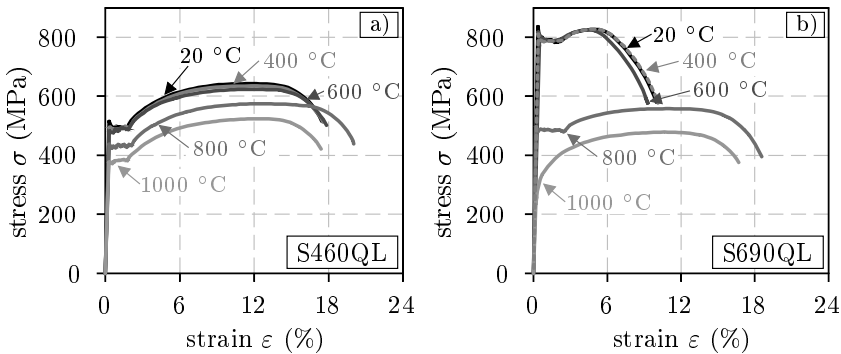 a)
800
600
400
200
0
20 °C
400 °C
600 °C
800 °C
1000 °C
S460QL
0 6 12 18 24
strain ε (%)
stress σ (MPa)
b)
800
600
400
200
0
20 °C
400 °C
600 °C
800 °C
1000 °C
S690QL
0 6 12 18 24
strain ε (%)
stress σ (MPa)